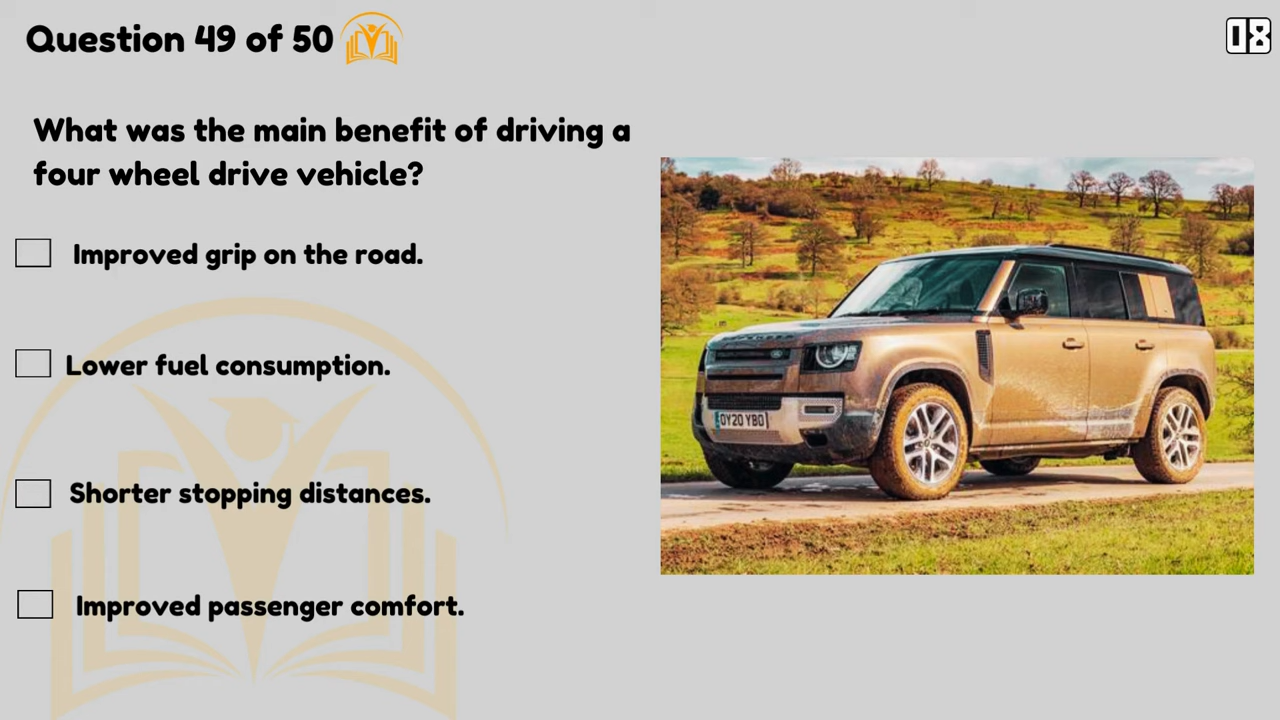 Question 49 of 50
08
What was the main benefit of driving a
four wheel drive vehicle?
Improved grip on the road.
Lower fuel consumption.
Shorter stopping distances.
Improved passenger comfort.
OY20 YBD